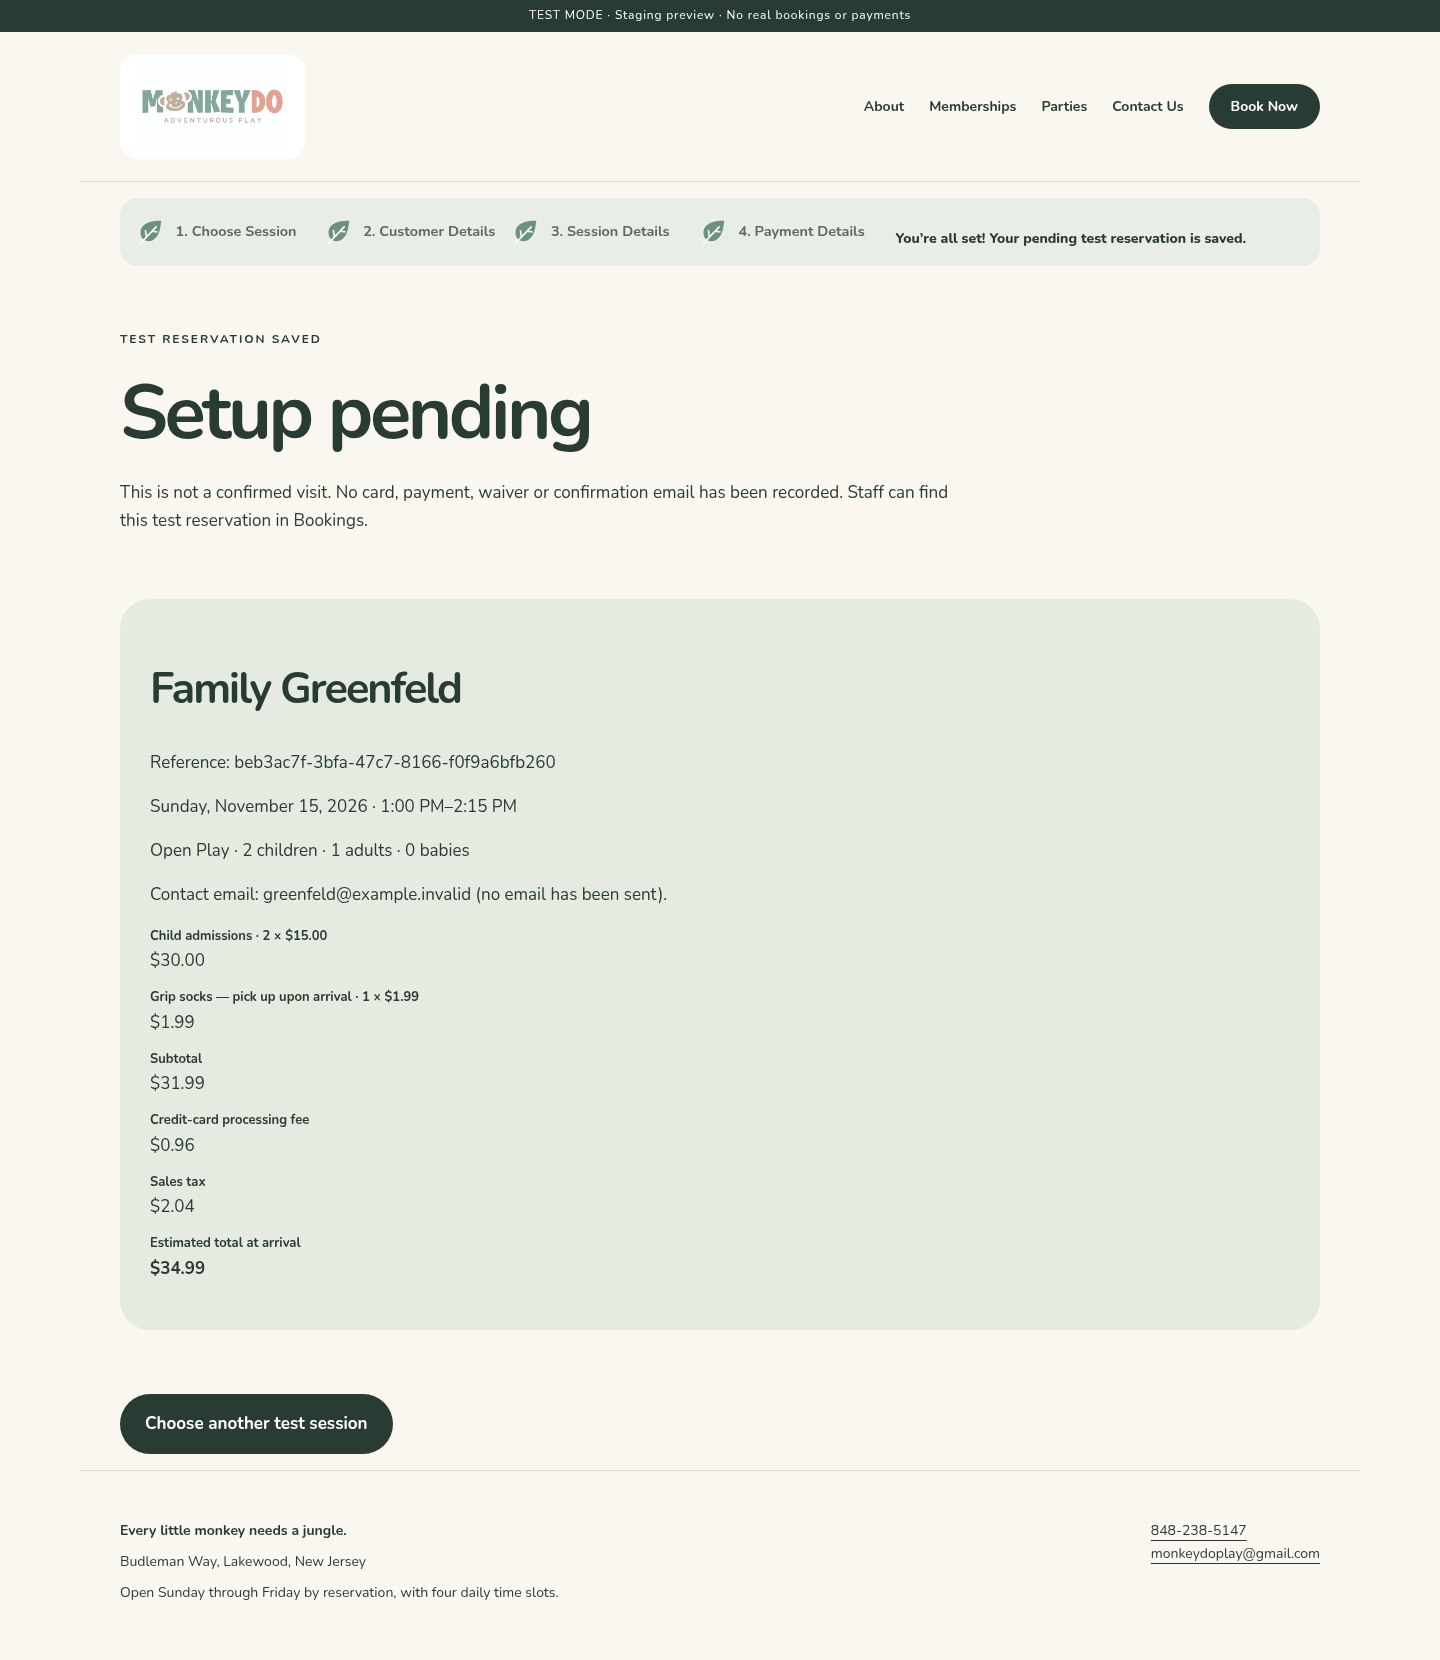 TEST MODE · Staging preview · No real bookings or payments
MONKEYDO
ADVENTUROUS PLAY
About
Memberships
Parties
Contact Us
Book Now
1. Choose Session
2. Customer Details
3. Session Details
4. Payment Details
You’re all set! Your pending test reservation is saved.
TEST RESERVATION SAVED
Setup pending
This is not a confirmed visit. No card, payment, waiver or confirmation email has been recorded. Staff can find
this test reservation in Bookings.
Family Greenfeld
Reference: beb3ac7f-3bfa-47c7-8166-f0f9a6bfb260
Sunday, November 15, 2026 · 1:00 PM–2:15 PM
Open Play · 2 children · 1 adults · 0 babies
Contact email: greenfeld@example.invalid (no email has been sent).
Child admissions · 2 × $15.00
$30.00
Grip socks — pick up upon arrival · 1 × $1.99
$1.99
Subtotal
$31.99
Credit-card processing fee
$0.96
Sales tax
$2.04
Estimated total at arrival
$34.99
Choose another test session
Every little monkey needs a jungle.
Budleman Way, Lakewood, New Jersey
Open Sunday through Friday by reservation, with four daily time slots.
848-238-5147
monkeydoplay@gmail.com